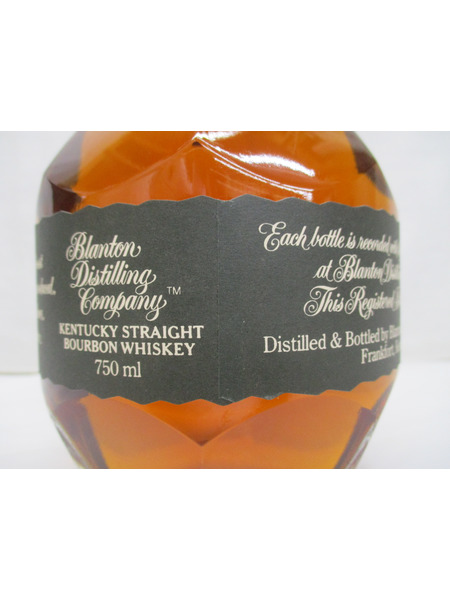 Blanton
Distilling
Company™
KENTUCKY STRAIGHT
BOURBON WHISKEY
750 ml
Each bottle is recorded
at Blanton
This Registered
Distilled & Bottled by
Frankfort,